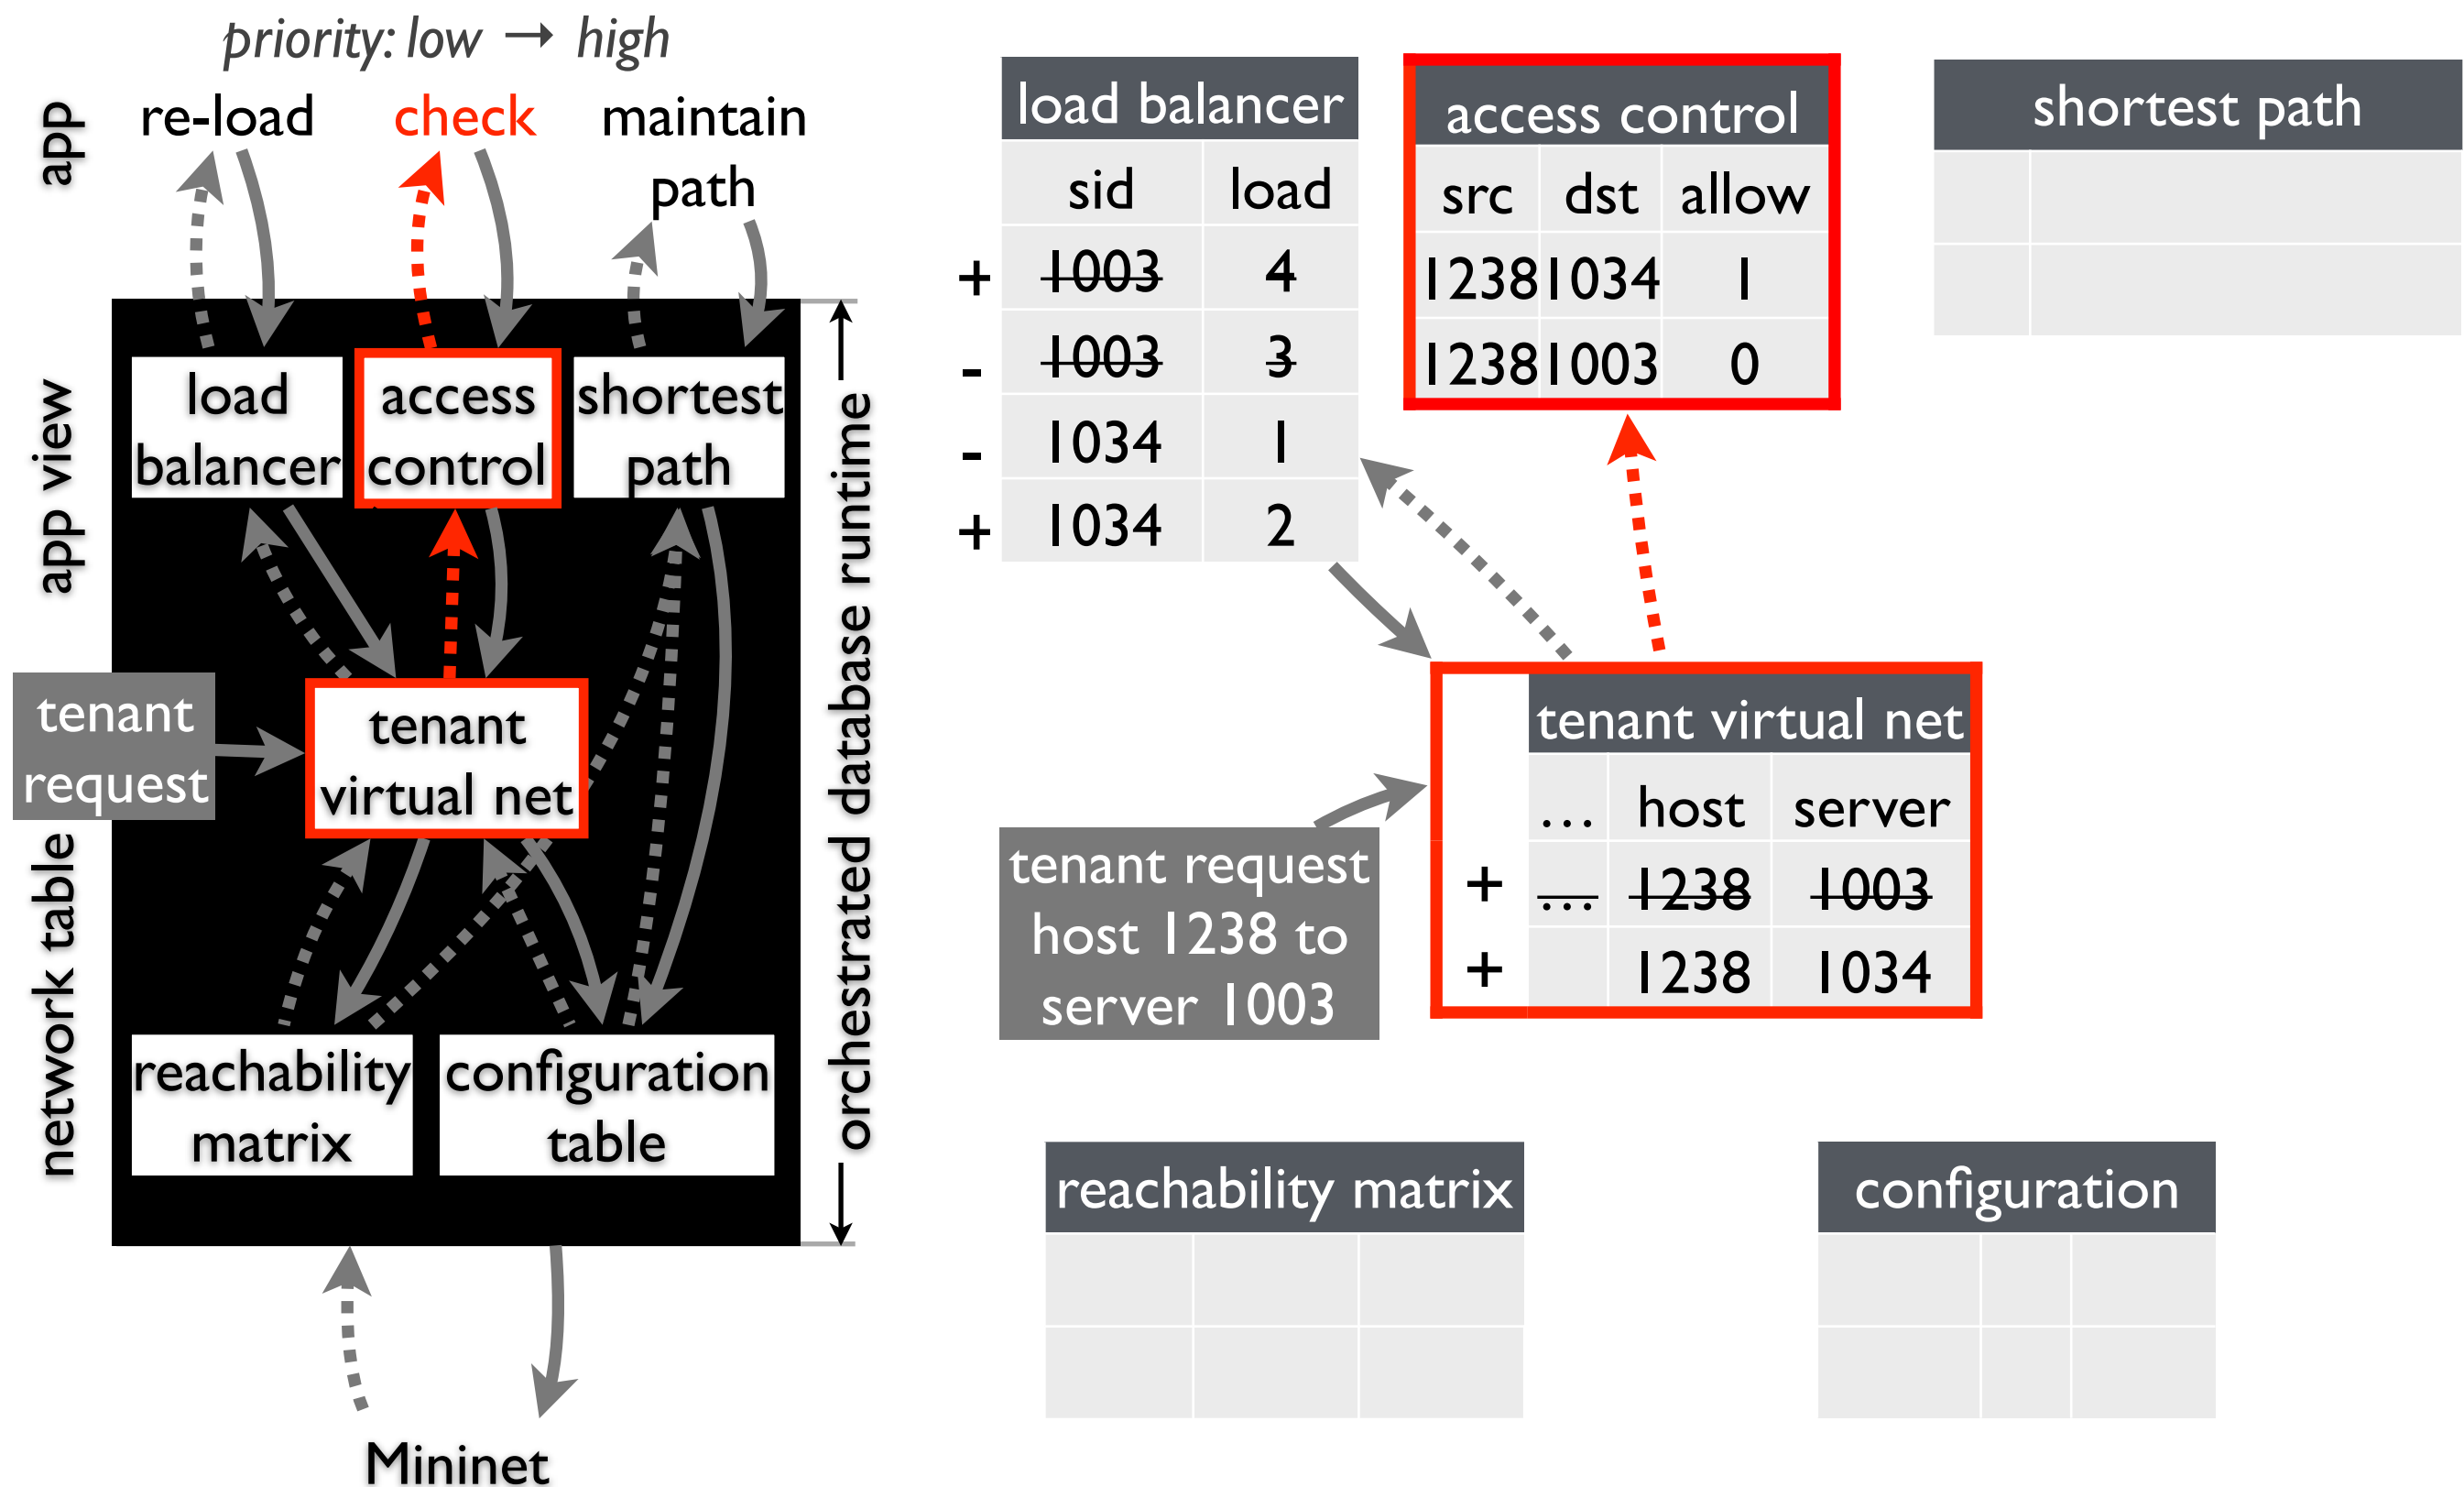 priority: low → high
app
re-load
check
maintain
path
app view
load
balancer
access
control
shortest
path
tenant
request
tenant
virtual net
network table
reachability
matrix
configuration
table
orchestrated database runtime
Mininet
load balancer
sid load
+ 1003 4
- 1003 3
- 1034 1
+ 1034 2
access control
src dst allow
1238 1034 1
1238 1003 0
shortest path
tenant request
host 1238 to
server 1003
tenant virtual net
... host server
+ ... 1238 1003
+ 1238 1034
reachability matrix
configuration